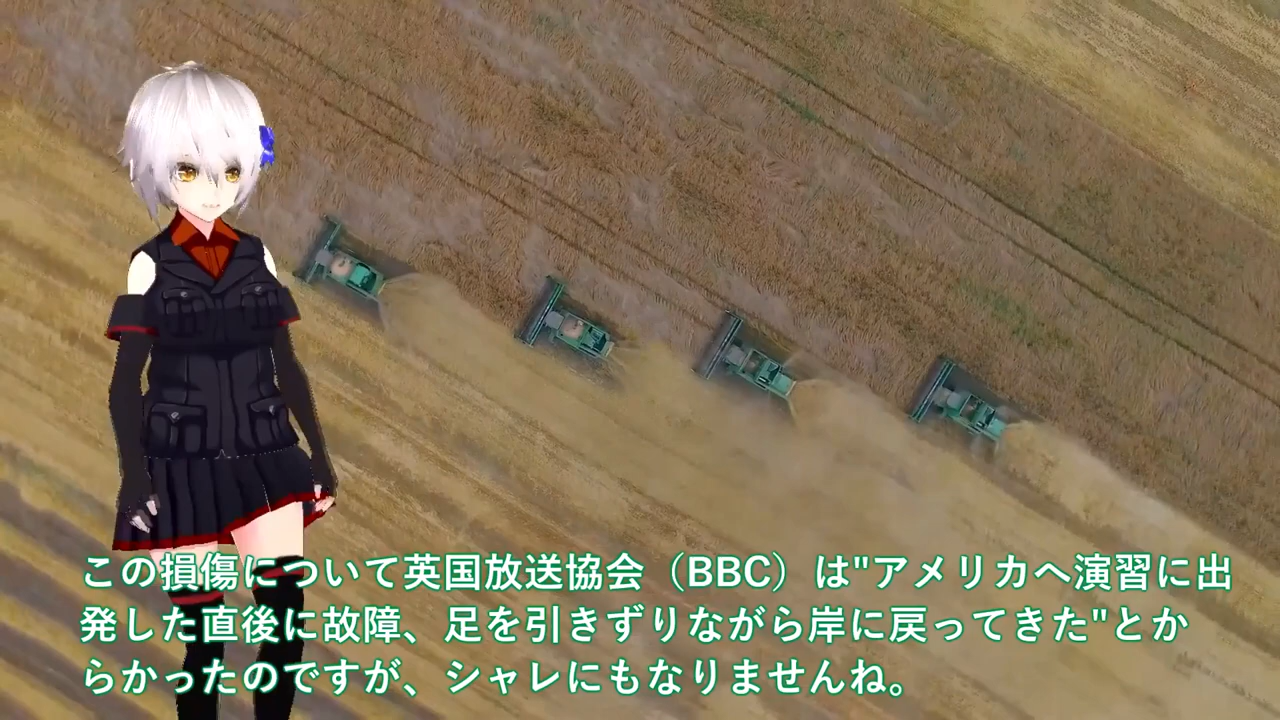 この損傷について英国放送協会（BBC）は"アメリカへ演習に出
発した直後に故障、足を引きずりながら岸に戻ってきた"とか
らかったのですが、シャレにもなりませんね。